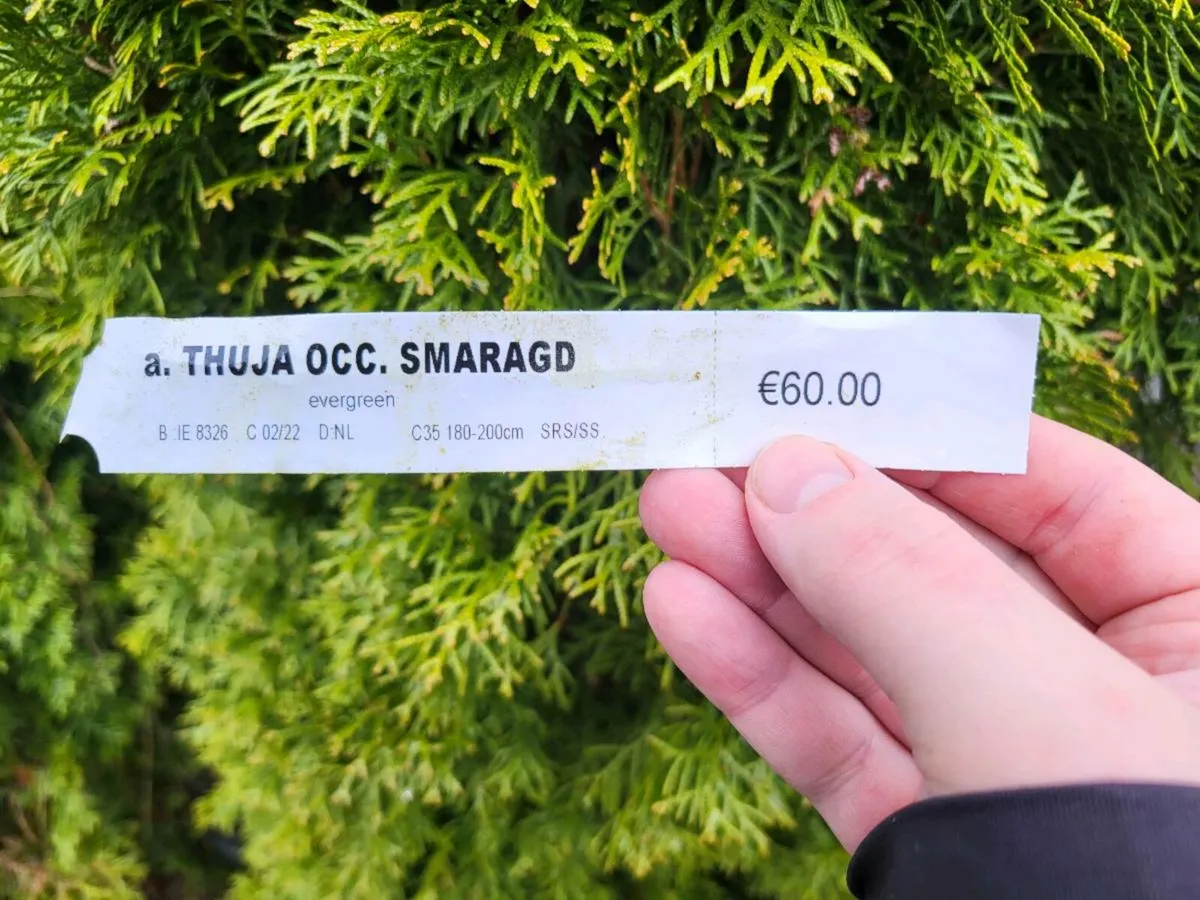 a. THUJA OCC. SMARAGD
€60.00
evergreen
B :IE 8326 C 02/22 D:NL C35 180-200cm SRS/SS